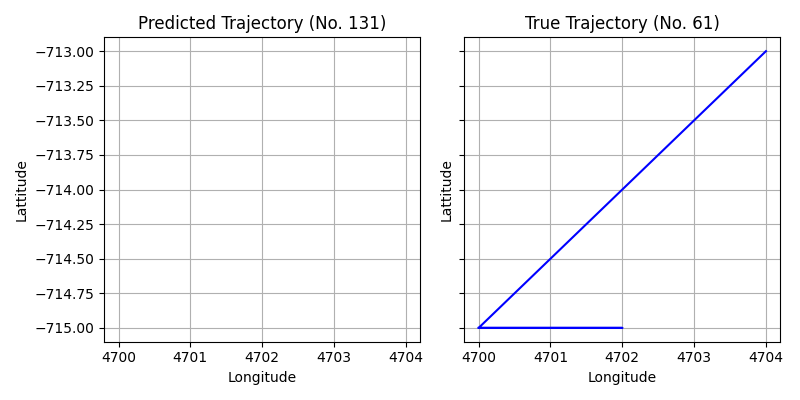 Predicted Trajectory (No. 131)
True Trajectory (No. 61)
−713.00
−713.25
−713.50
−713.75
−714.00
−714.25
−714.50
−714.75
−715.00
Lattitude
Lattitude
4700 4701 4702 4703 4704
4700 4701 4702 4703 4704
Longitude
Longitude